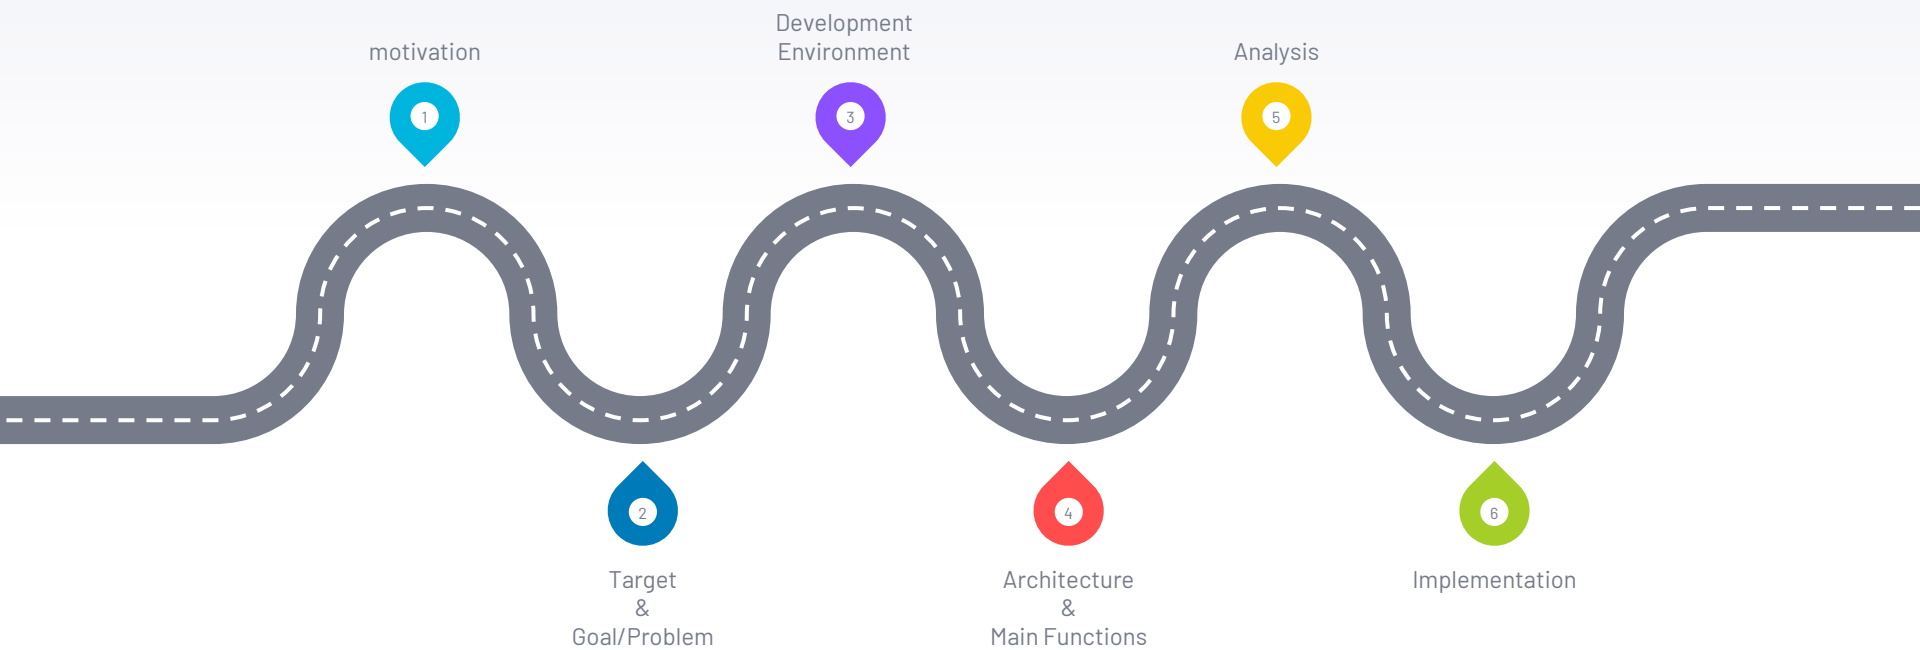 motivation
1
Target
&
Goal/Problem
2
Development
Environment
3
Architecture
&
Main Functions
4
Analysis
5
Implementation
6